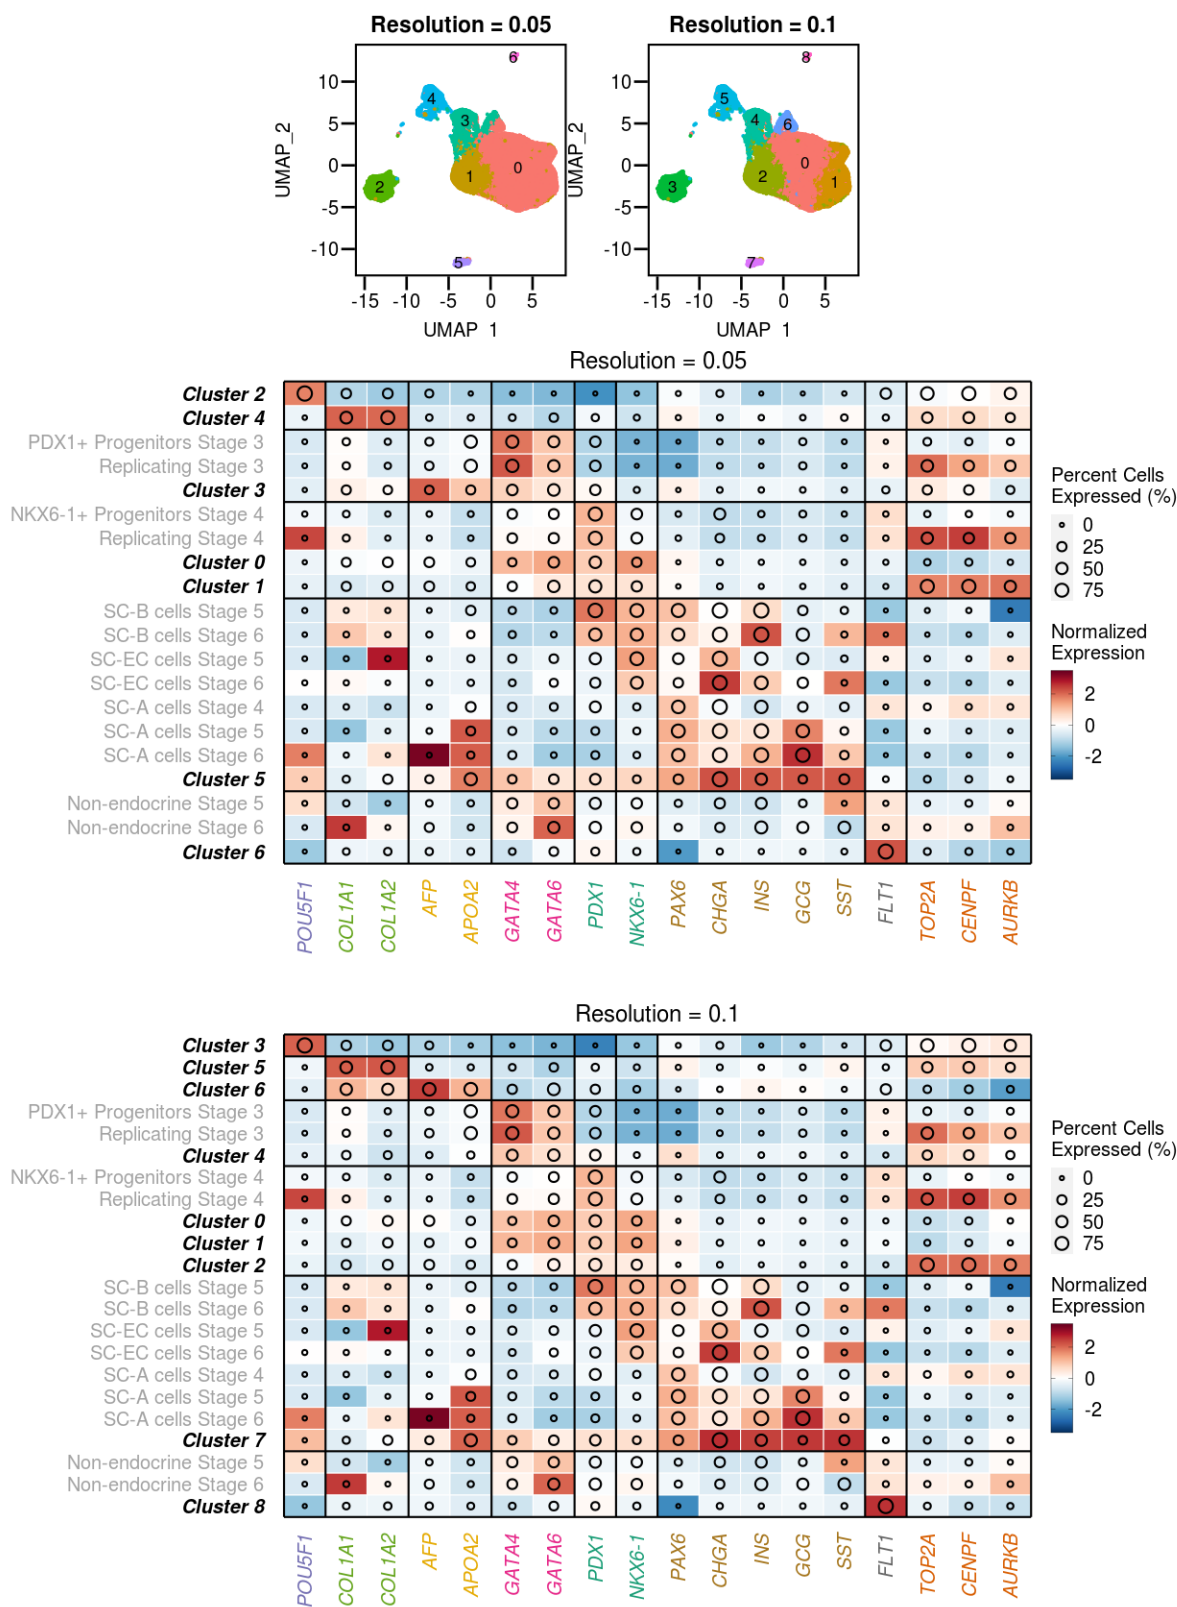 Resolution = 0.05
Resolution = 0.1
UMAP_2
10
5
0
-5
-10
6
4
3
0
1
2
5
-15 -10 -5 0 5
UMAP_1
UMAP_2
10
5
0
-5
-10
8
5
4
6
0
2
1
3
7
-15 -10 -5 0 5
UMAP_1
Resolution = 0.05
Cluster 2
Cluster 4
PDX1+ Progenitors Stage 3
Replicating Stage 3
Cluster 3
NKX6-1+ Progenitors Stage 4
Replicating Stage 4
Cluster 0
Cluster 1
SC-B cells Stage 5
SC-B cells Stage 6
SC-EC cells Stage 5
SC-EC cells Stage 6
SC-A cells Stage 4
SC-A cells Stage 5
SC-A cells Stage 6
Cluster 5
Non-endocrine Stage 5
Non-endocrine Stage 6
Cluster 6
POU5F1
COL1A1
COL1A2
AFP
APOA2
GATA4
GATA6
PDX1
NKX6-1
PAX6
CHGA
INS
GCG
SST
FLT1
TOP2A
CENPF
AURKB
Percent Cells
Expressed (%)
0
25
50
75
Normalized
Expression
2
0
-2
Resolution = 0.1
Cluster 3
Cluster 5
Cluster 6
PDX1+ Progenitors Stage 3
Replicating Stage 3
Cluster 4
NKX6-1+ Progenitors Stage 4
Replicating Stage 4
Cluster 0
Cluster 1
Cluster 2
SC-B cells Stage 5
SC-B cells Stage 6
SC-EC cells Stage 5
SC-EC cells Stage 6
SC-A cells Stage 4
SC-A cells Stage 5
SC-A cells Stage 6
Cluster 7
Non-endocrine Stage 5
Non-endocrine Stage 6
Cluster 8
POU5F1
COL1A1
COL1A2
AFP
APOA2
GATA4
GATA6
PDX1
NKX6-1
PAX6
CHGA
INS
GCG
SST
FLT1
TOP2A
CENPF
AURKB
Percent Cells
Expressed (%)
0
25
50
75
Normalized
Expression
2
0
-2